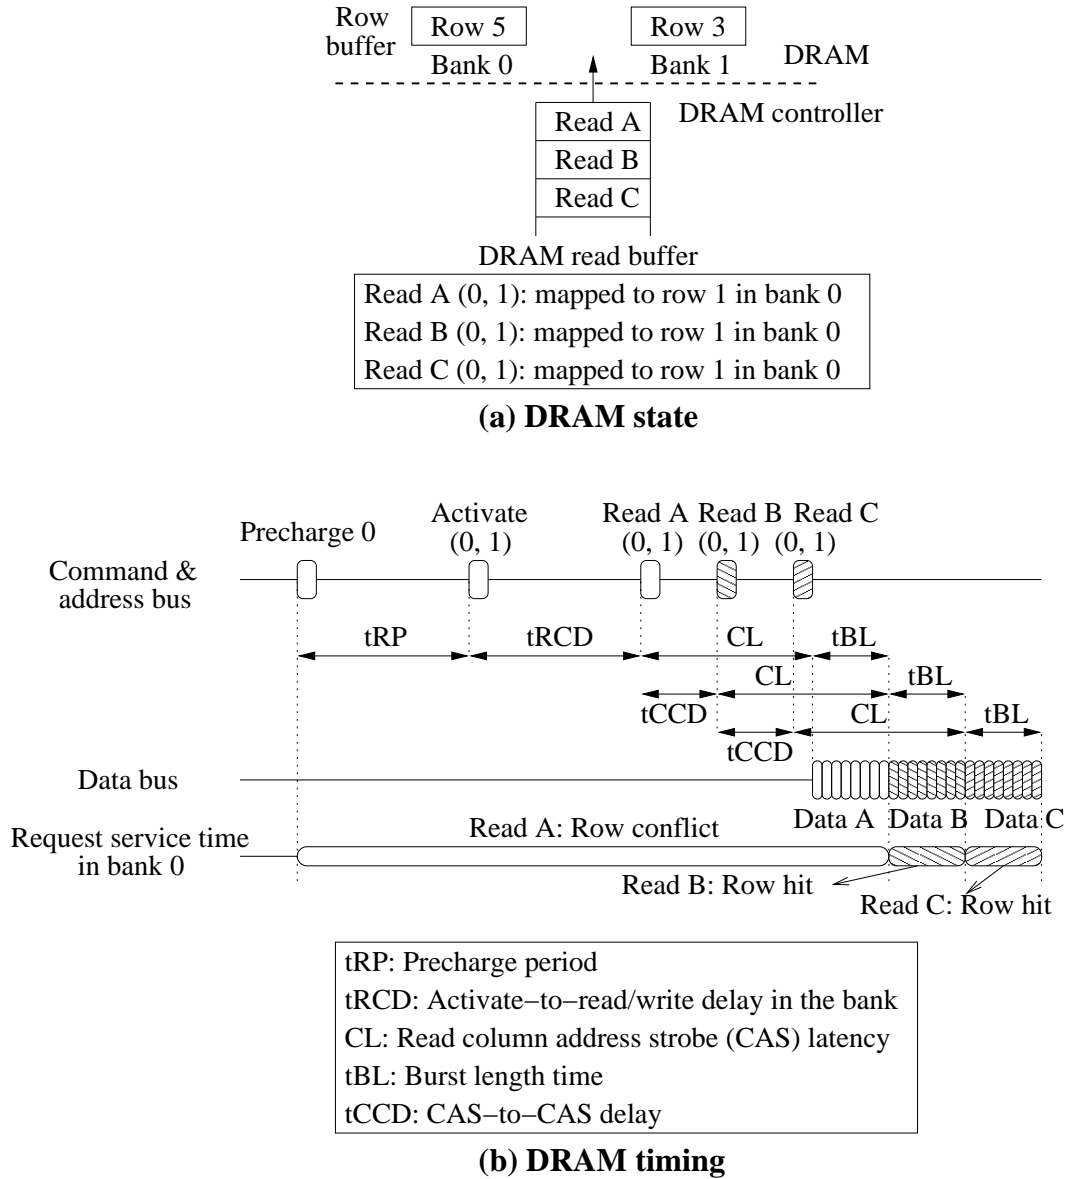 Row
buffer
Row 5
Row 3
Bank 0
Bank 1
DRAM
DRAM controller
Read A
Read B
Read C
DRAM read buffer
Read A (0, 1): mapped to row 1 in bank 0
Read B (0, 1): mapped to row 1 in bank 0
Read C (0, 1): mapped to row 1 in bank 0
(a) DRAM state
Precharge 0
Activate
(0, 1)
Read A
(0, 1)
Read B
(0, 1)
Read C
(0, 1)
Command &
address bus
tRP
tRCD
CL
tBL
tCCD
CL
tBL
tCCD
CL
tBL
Data bus
Data A
Data B
Data C
Request service time
in bank 0
Read A: Row conflict
Read B: Row hit
Read C: Row hit
tRP: Precharge period
tRCD: Activate−to−read/write delay in the bank
CL: Read column address strobe (CAS) latency
tBL: Burst length time
tCCD: CAS−to−CAS delay
(b) DRAM timing